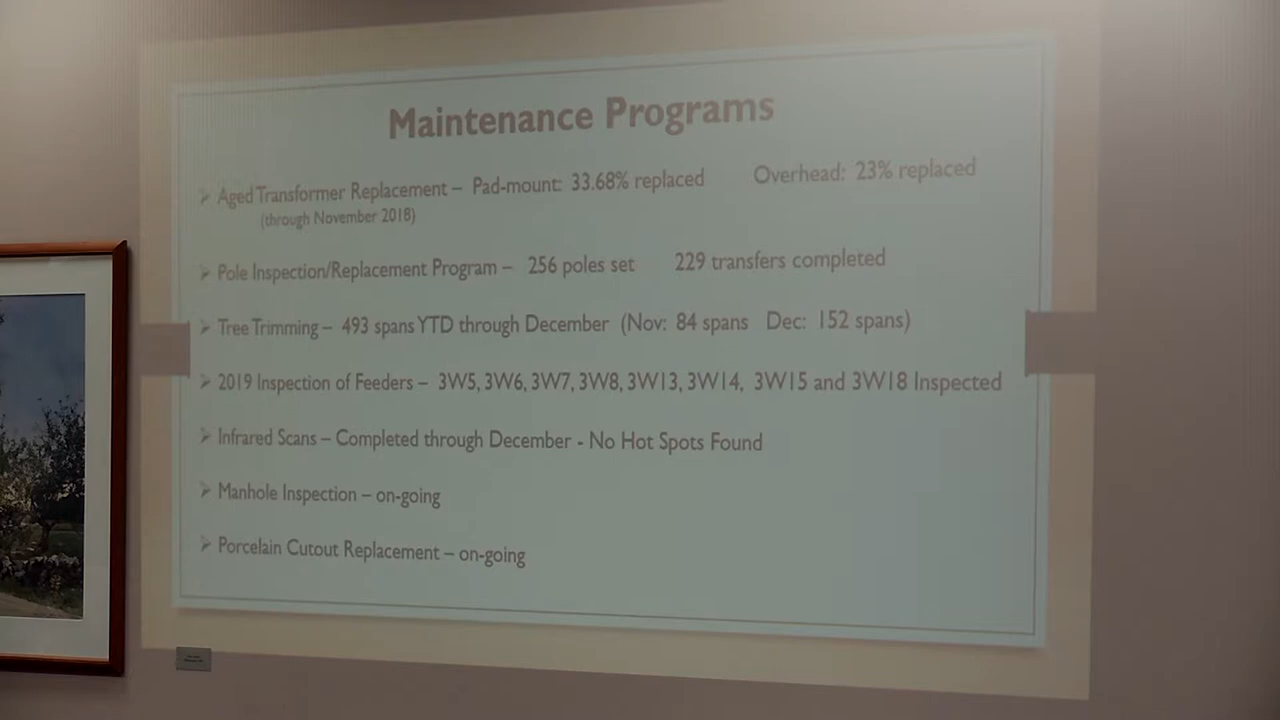 Maintenance Programs
Aged Transformer Replacement – Pad-mount: 33.68% replaced Overhead: 23% replaced
(through November 2018)
Pole Inspection/Replacement Program – 256 poles set 229 transfers completed
Tree Trimming – 493 spans YTD through December (Nov: 84 spans Dec: 152 spans)
2019 Inspection of Feeders – 3W5, 3W6, 3W7, 3W8, 3W13, 3W14, 3W15 and 3W18 Inspected
Infrared Scans – Completed through December - No Hot Spots Found
Manhole Inspection – on-going
Porcelain Cutout Replacement – on-going